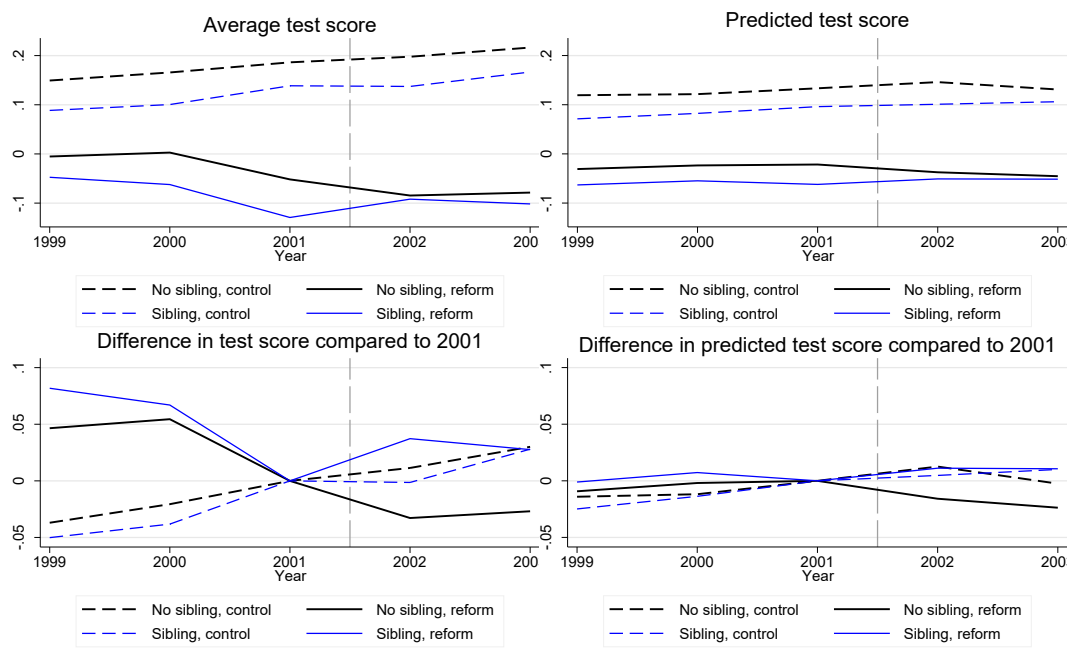 Average test score
.2
.1
0
-.1
1999 2000 2001 2002 200
Year
No sibling, control No sibling, reform
Sibling, control Sibling, reform
Predicted test score
.2
.1
0
-.1
1999 2000 2001 2002 200
Year
No sibling, control No sibling, reform
Sibling, control Sibling, reform
Difference in test score compared to 2001
.1
.05
0
-.05
1999 2000 2001 2002 200
Year
No sibling, control No sibling, reform
Sibling, control Sibling, reform
Difference in predicted test score compared to 2001
.1
.05
0
-.05
1999 2000 2001 2002 200
Year
No sibling, control No sibling, reform
Sibling, control Sibling, reform